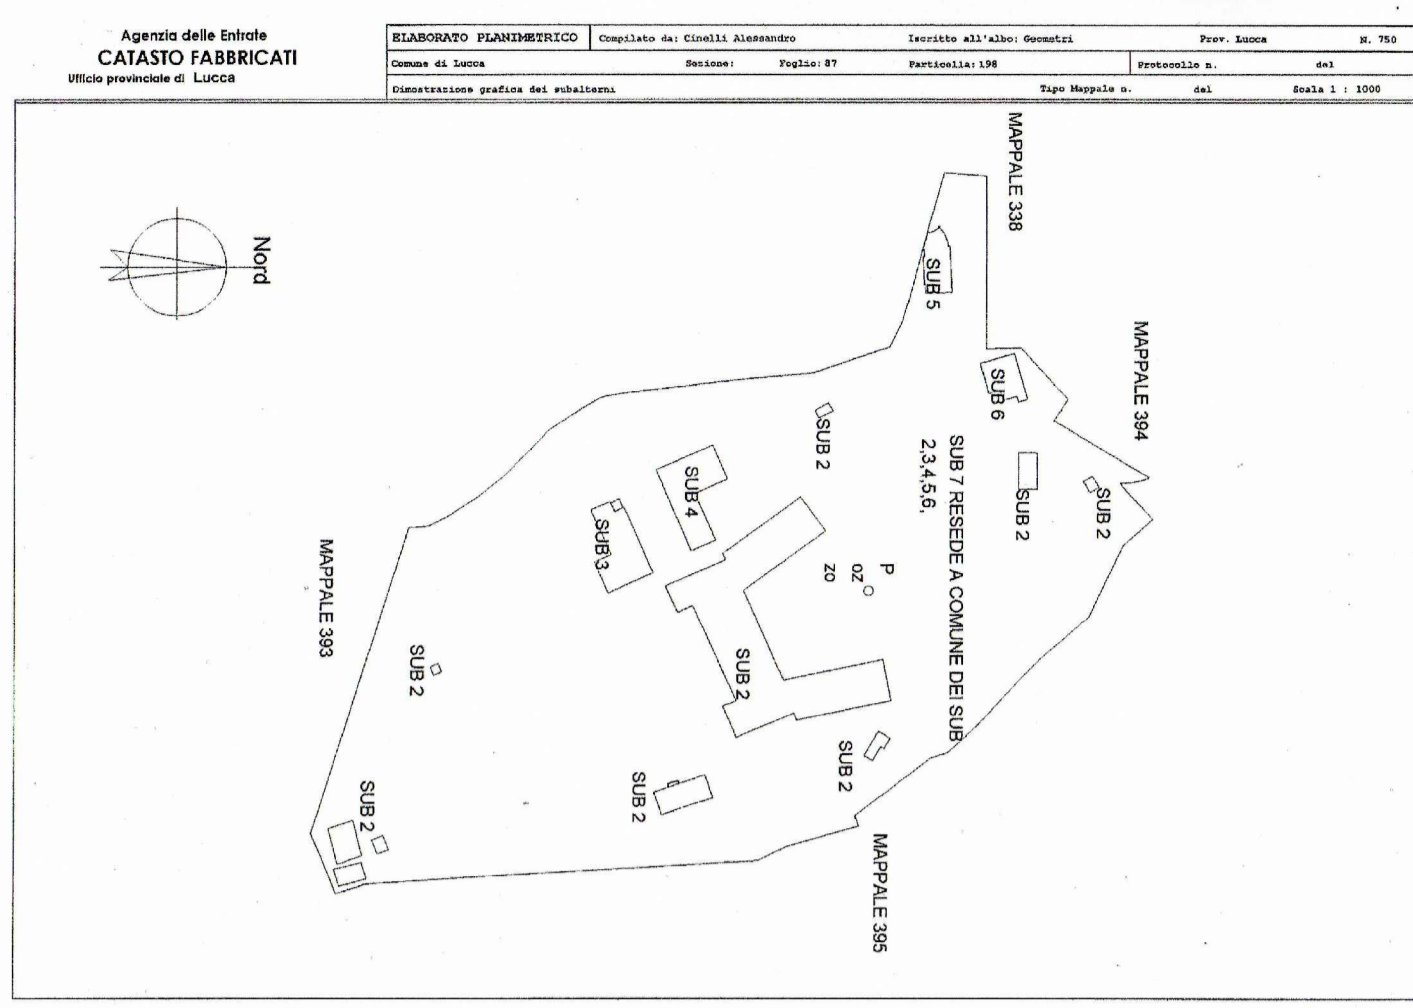 Agenzia delle Entrate
CATASTO FABBRICATI
Ufficio provinciale di Lucca
ELABORATO PLANIMETRICO
Compilato da: Cinelli Alessandro
Iscritto all'albo: Geometri
Prov. Lucca
N. 750
Comune di Lucca
Sezione:
Foglio: 87
Particella: 198
Protocollo n.
del
Dimostrazione grafica dei subalterni
Tipo Mappale n.
del
Scala 1 : 1000
Nord
MAPPALE 338
SUB 5
MAPPALE 394
SUB 6
SUB 2
SUB 2
SUB 2
SUB 7 RESEDE A COMUNE DEI SUB
2,3,4,5,6,
SUB 4
SUB 3
P
oz
zo
MAPPALE 393
SUB 2
SUB 2
SUB 2
SUB 2
SUB 2
MAPPALE 395